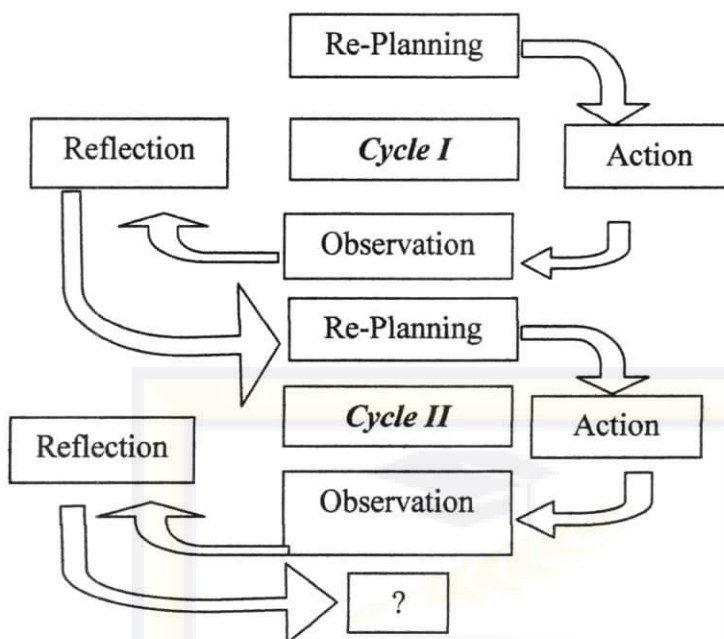 Re-Planning
Reflection
Cycle I
Action
Observation
Re-Planning
Cycle II
Action
Reflection
Observation
?